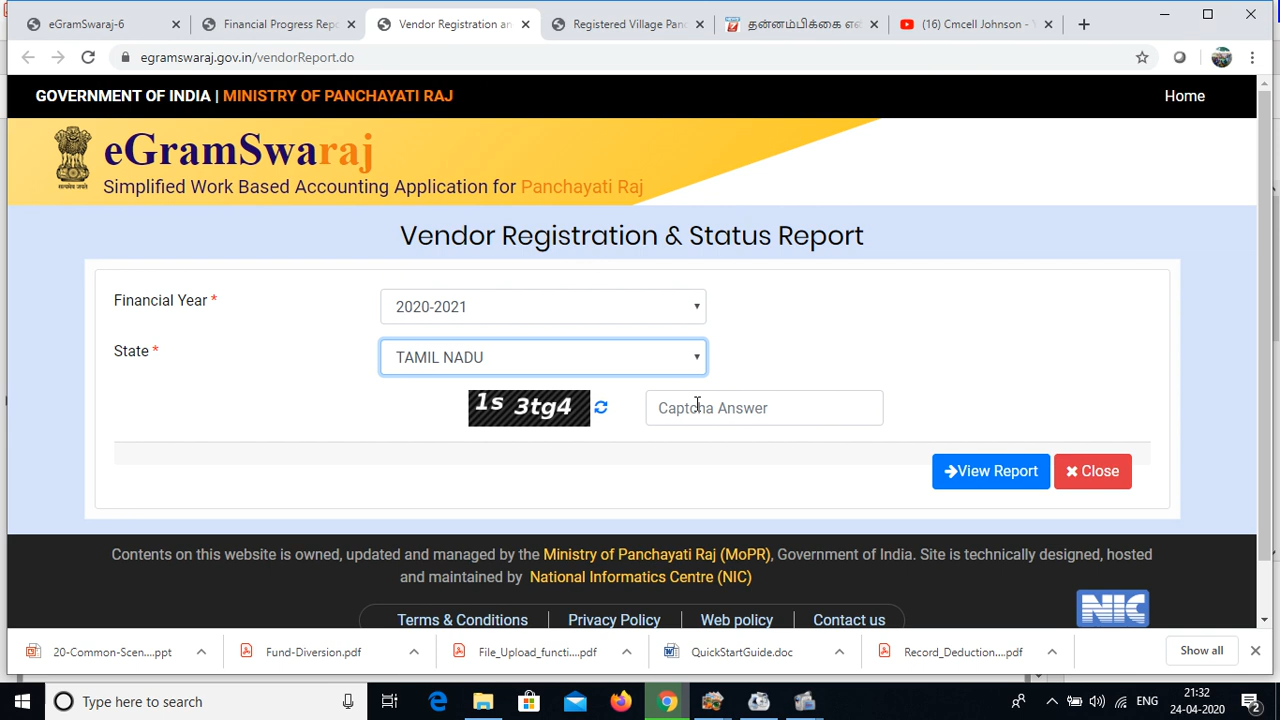 eGramSwaraj-6
Financial Progress Rep
Vendor Registration an
Registered Village Pan
தன்னம்பிக்கை என
(16) Cmcell Johnson - Y
egramswaraj.gov.in/vendorReport.do
GOVERNMENT OF INDIA | MINISTRY OF PANCHAYATI RAJ
Home
eGramSwaraj
Simplified Work Based Accounting Application for Panchayati Raj
Vendor Registration & Status Report
Financial Year *
2020-2021
State *
TAMIL NADU
1s 3tg4
Captcha Answer
View Report
Close
Contents on this website is owned, updated and managed by the Ministry of Panchayati Raj (MoPR), Government of India. Site is technically designed, hosted
and maintained by National Informatics Centre (NIC)
NIC
Terms & Conditions
Privacy Policy
Web policy
Contact us
20-Common-Scen....ppt
Fund-Diversion.pdf
File_Upload_functi....pdf
QuickStartGuide.doc
Record_Deduction....pdf
Show all
Type here to search
ENG
21:32
24-04-2020
2